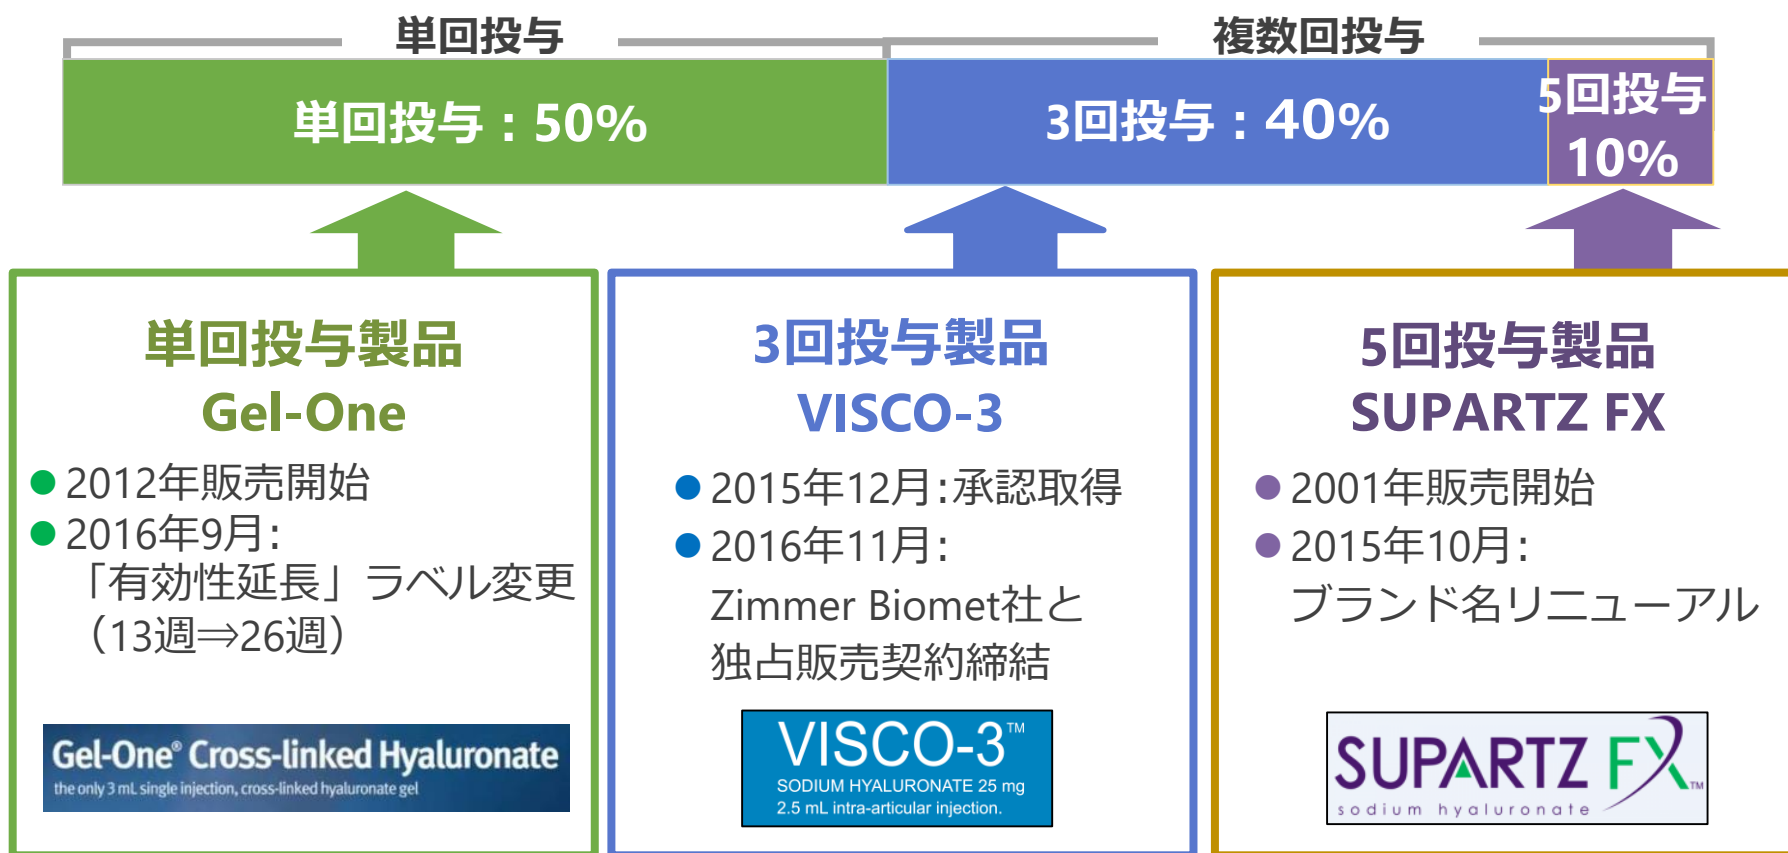 単回投与
複数回投与
単回投与：50%
3回投与：40%
5回投与
10%
単回投与製品
Gel-One
● 2012年販売開始
● 2016年9月:
「有効性延長」ラベル変更
（13週⇒26週）
Gel-One® Cross-linked Hyaluronate
the only 3 mL single injection, cross-linked hyaluronate gel
3回投与製品
VISCO-3
● 2015年12月:承認取得
● 2016年11月:
Zimmer Biomet社と
独占販売契約締結
VISCO-3™
SODIUM HYALURONATE 25 mg
2.5 mL intra-articular injection.
5回投与製品
SUPARTZ FX
● 2001年販売開始
● 2015年10月:
ブランド名リニューアル
SUPARTZ FX™
sodium hyaluronate